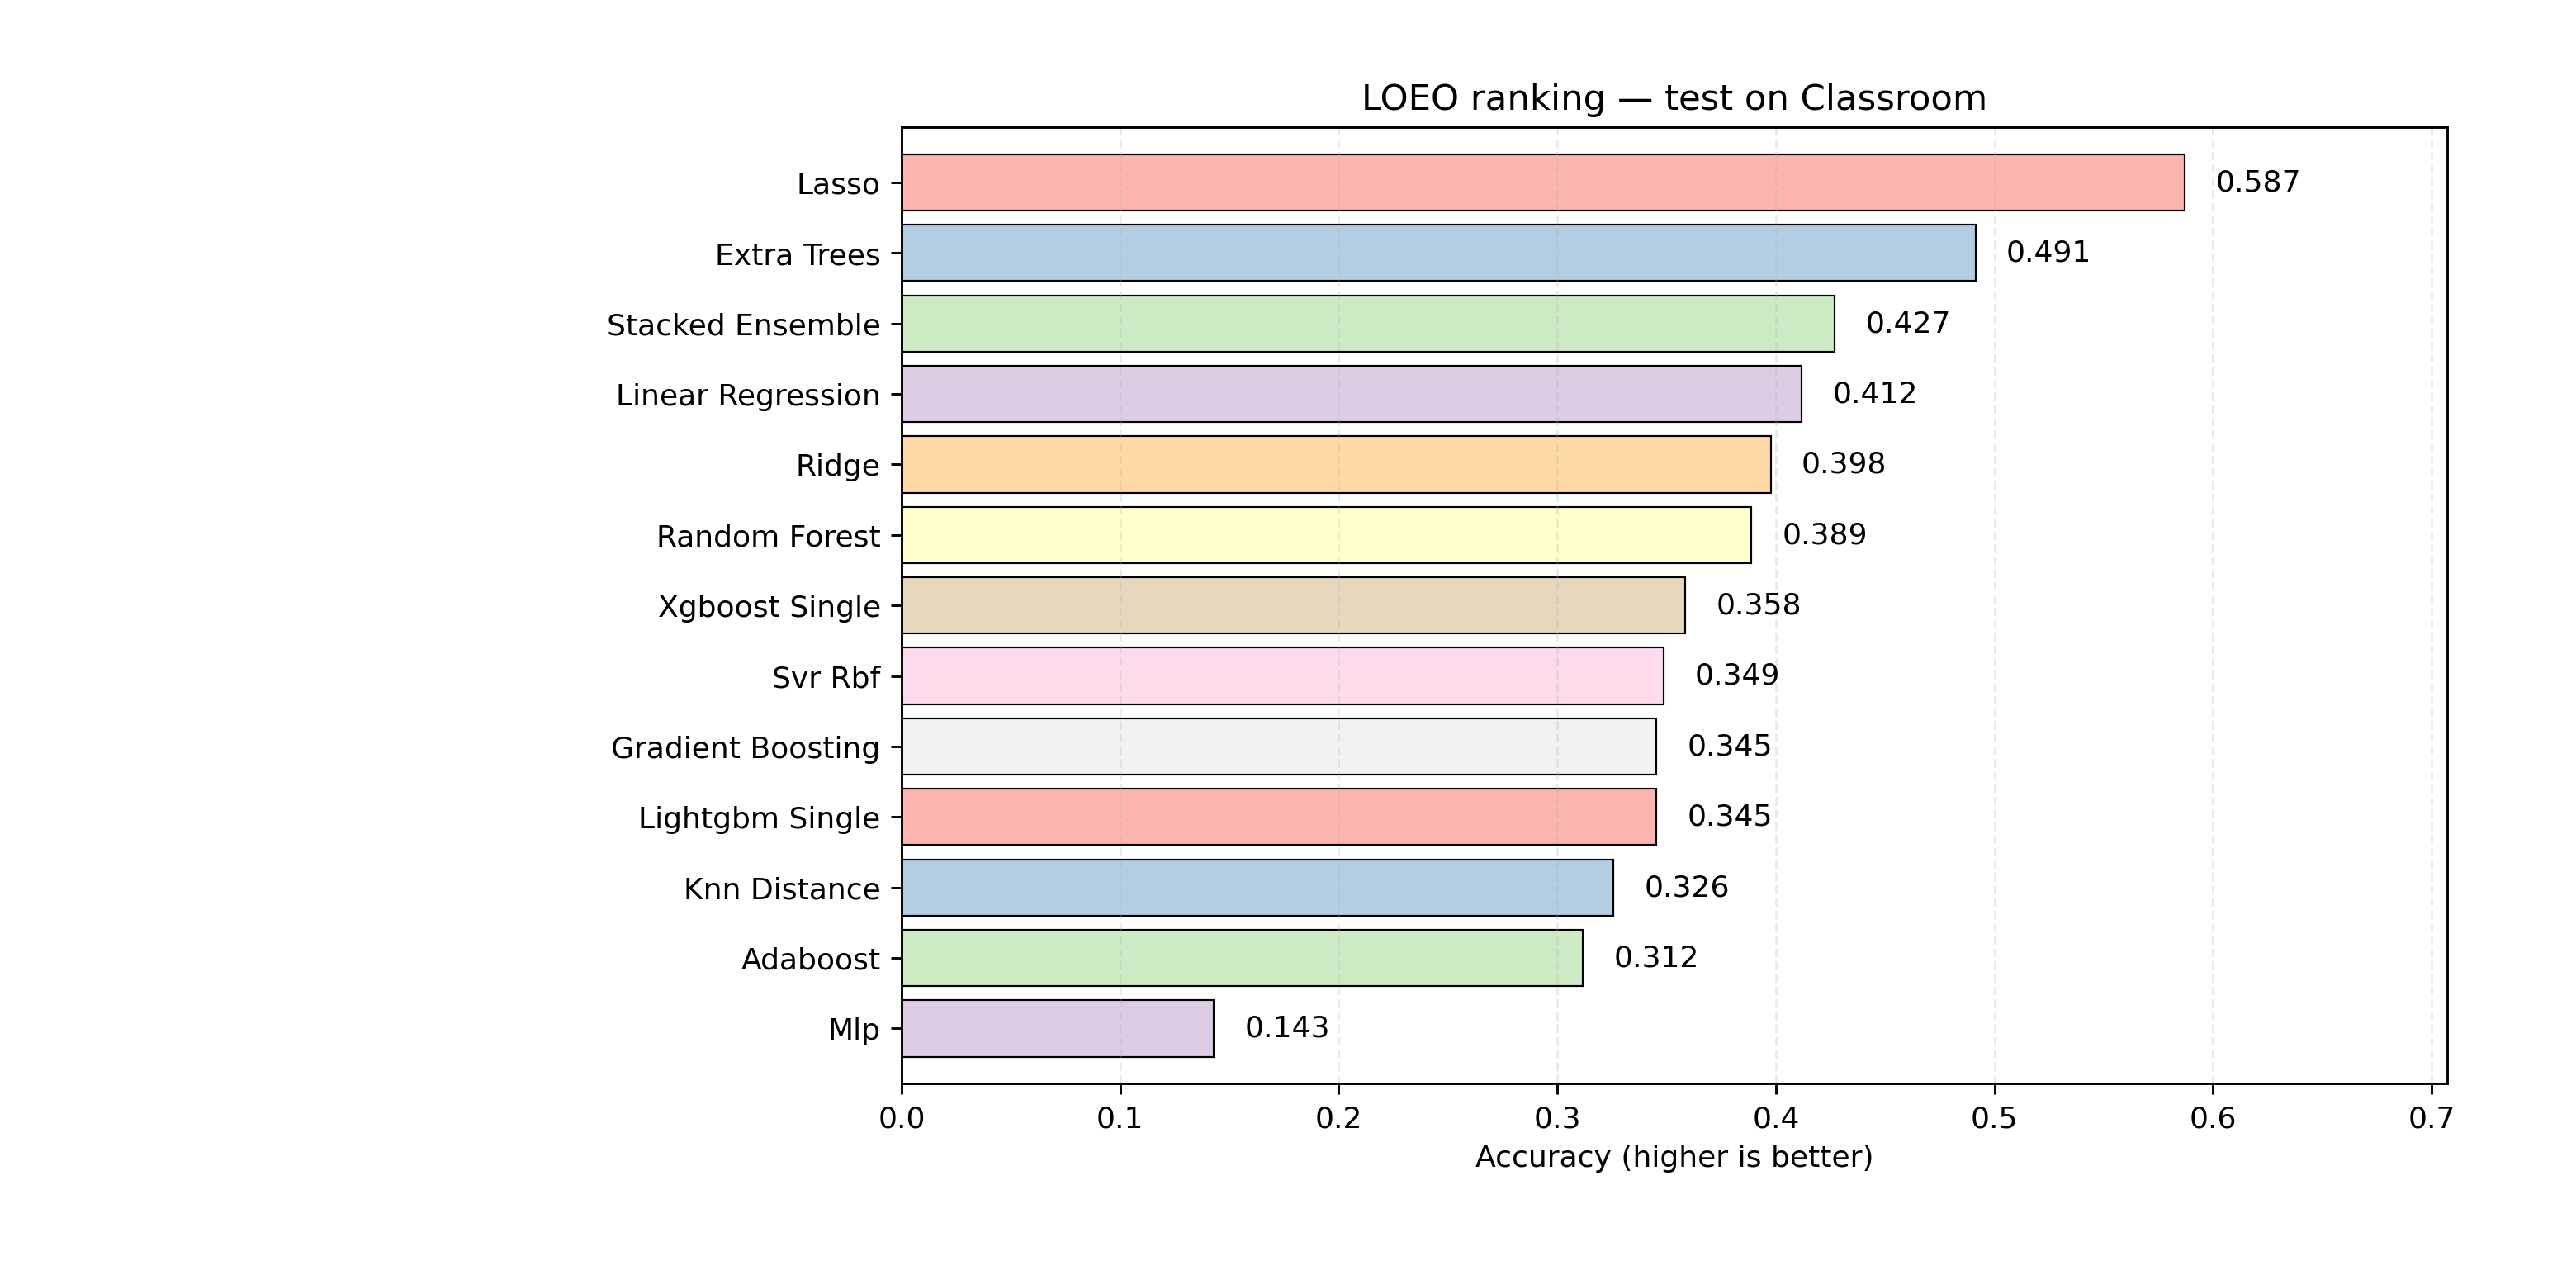 LOEO ranking — test on Classroom
Lasso 0.587
Extra Trees 0.491
Stacked Ensemble 0.427
Linear Regression 0.412
Ridge 0.398
Random Forest 0.389
Xgboost Single 0.358
Svr Rbf 0.349
Gradient Boosting 0.345
Lightgbm Single 0.345
Knn Distance 0.326
Adaboost 0.312
Mlp 0.143
0.0 0.1 0.2 0.3 0.4 0.5 0.6 0.7
Accuracy (higher is better)